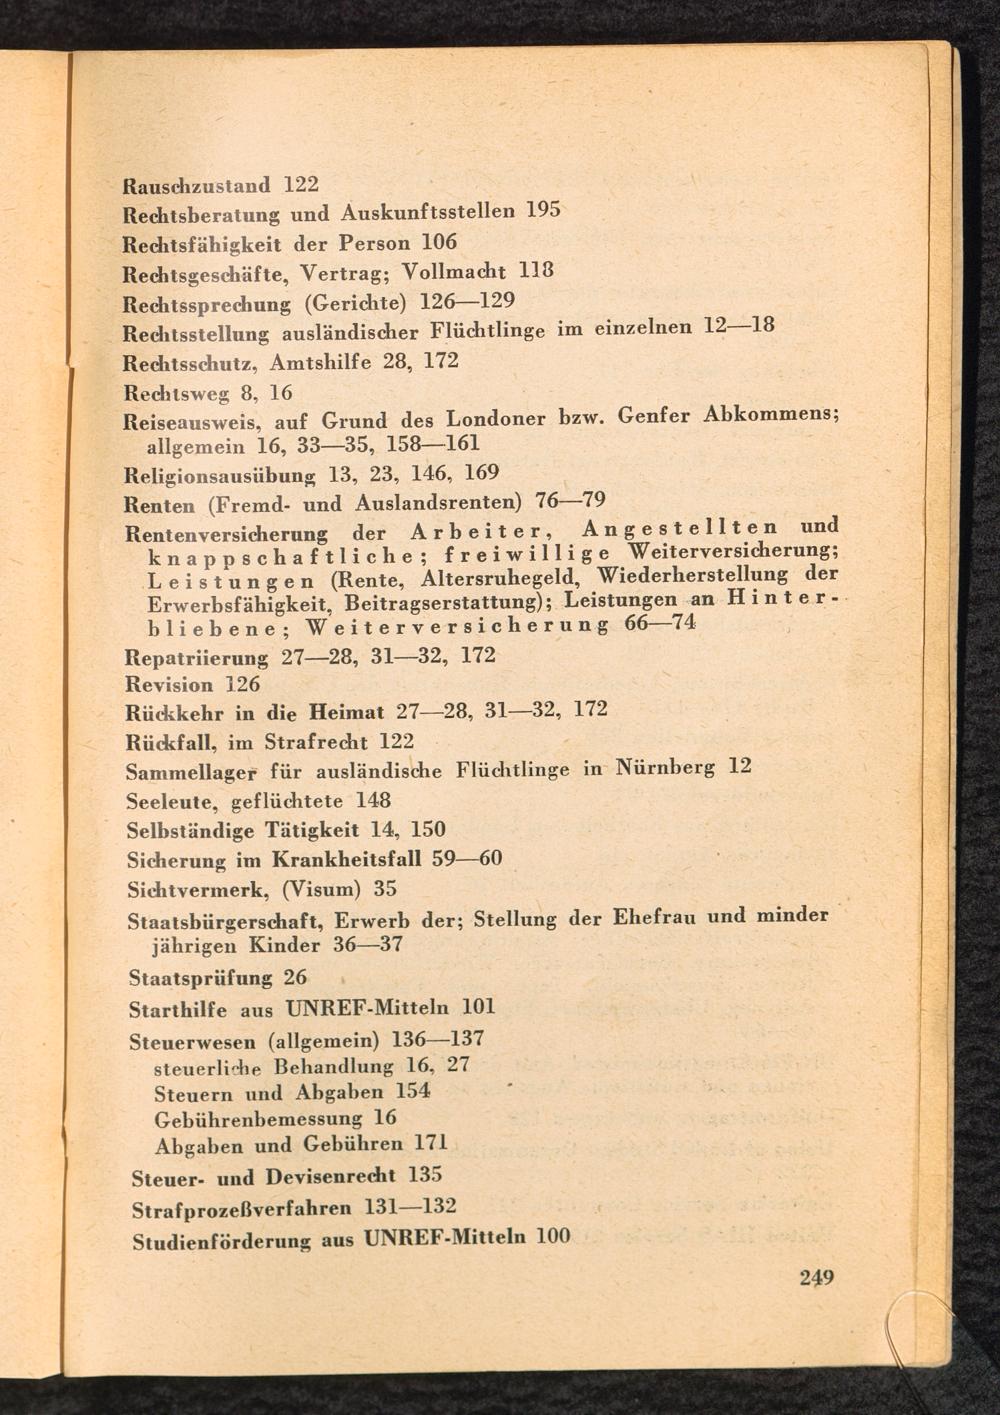 Rauschzustand 122
Rechtsberatung und Auskunftsstellen 195
Rechtsfähigkeit der Person 106
Rechtsgeschäfte, Vertrag; Vollmacht 118
Rechtssprechung (Gerichte) 126—129
Rechtsstellung ausländischer Flüchtlinge im einzelnen 12—18
Rechtsschutz, Amtshilfe 28, 172
Rechtsweg 8, 16
Reiseausweis, auf Grund des Londoner bzw. Genfer Abkommens;
allgemein 16, 33—35, 158—161
Religionsausübung 13, 23, 146, 169
Renten (Fremd- und Auslandsrenten) 76—79
Rentenversicherung der Arbeiter, Angestellten und
knappschaftliche; freiwillige Weiterversicherung;
Leistungen (Rente, Altersruhegeld, Wiederherstellung der
Erwerbsfähigkeit, Beitragserstattung); Leistungen an Hinter-
bliebene; Weiterversicherung 66—74
Repatriierung 27—28, 31—32, 172
Revision 126
Rückkehr in die Heimat 27—28, 31—32, 172
Rückfall, im Strafrecht 122
Sammellager für ausländische Flüchtlinge in Nürnberg 12
Seeleute, geflüchtete 148
Selbständige Tätigkeit 14, 150
Sicherung im Krankheitsfall 59—60
Sichtvermerk, (Visum) 35
Staatsbürgerschaft, Erwerb der; Stellung der Ehefrau und minder
jährigen Kinder 36—37
Staatsprüfung 26
Starthilfe aus UNREF-Mitteln 101
Steuerwesen (allgemein) 136—137
steuerliche Behandlung 16, 27
Steuern und Abgaben 154
Gebührenbemessung 16
Abgaben und Gebühren 171
Steuer- und Devisenrecht 135
Strafprozeßverfahren 131—132
Studienförderung aus UNREF-Mitteln 100
249